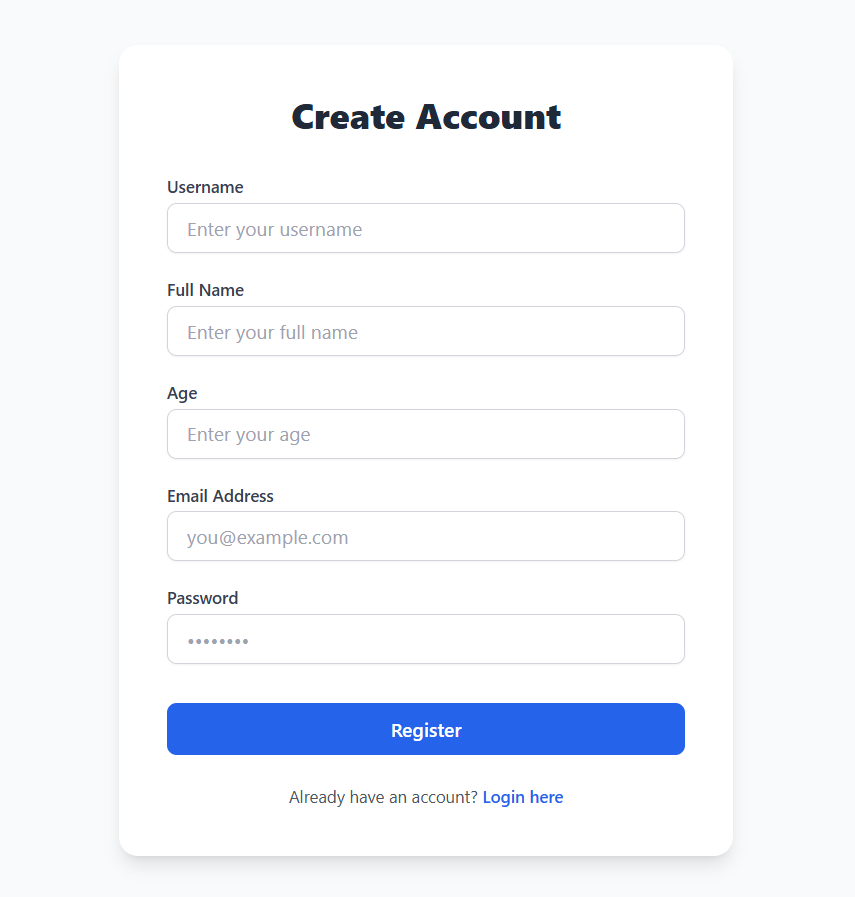 Create Account
Username
Enter your username
Full Name
Enter your full name
Age
Enter your age
Email Address
you@example.com
Password
••••••••
Register
Already have an account? Login here